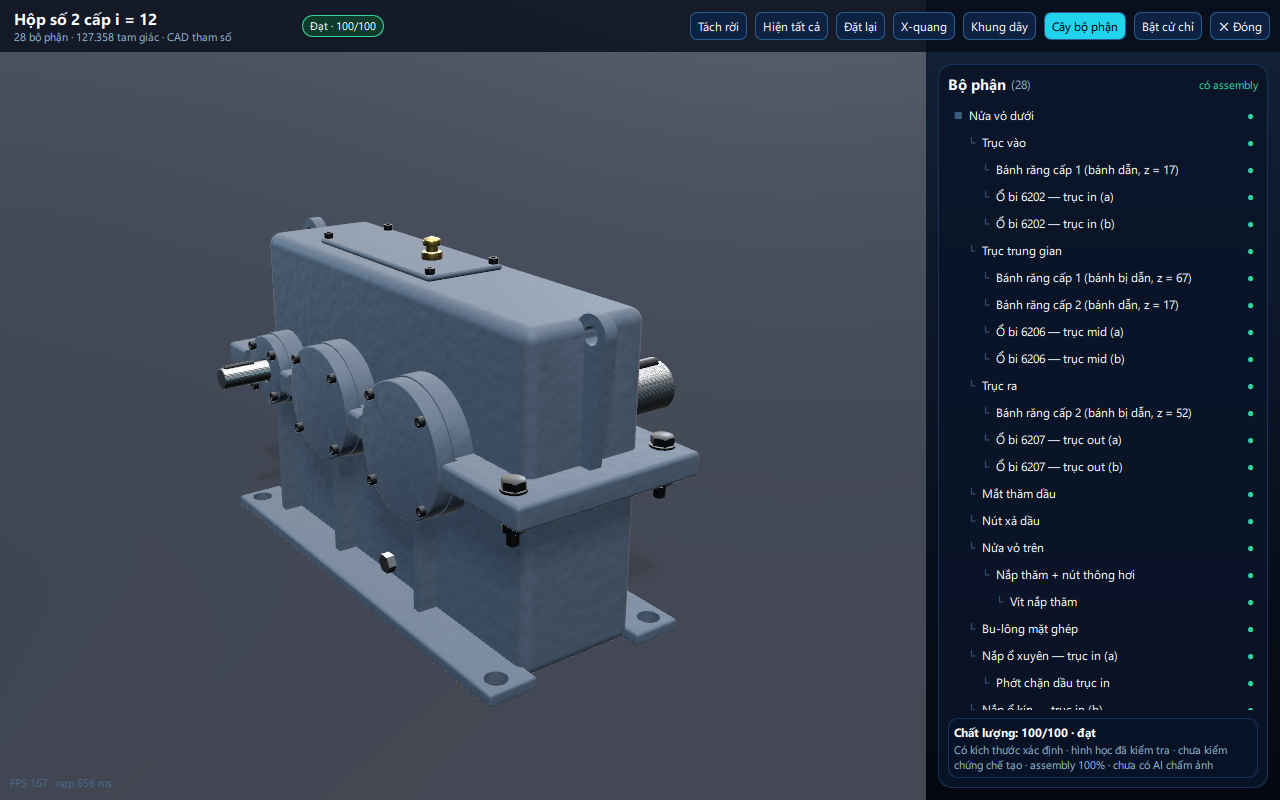 Hộp số 2 cấp i = 12
28 bộ phận · 127.358 tam giác · CAD tham số
Đạt · 100/100
Tách rời
Hiện tất cả
Đặt lại
X-quang
Khung dây
Cây bộ phận
Bật cử chỉ
✕ Đóng
Bộ phận (28)
có assembly
Nửa vỏ dưới
Trục vào
Bánh răng cấp 1 (bánh dẫn, z = 17)
Ổ bi 6202 — trục in (a)
Ổ bi 6202 — trục in (b)
Trục trung gian
Bánh răng cấp 1 (bánh bị dẫn, z = 67)
Bánh răng cấp 2 (bánh dẫn, z = 17)
Ổ bi 6206 — trục mid (a)
Ổ bi 6206 — trục mid (b)
Trục ra
Bánh răng cấp 2 (bánh bị dẫn, z = 52)
Ổ bi 6207 — trục out (a)
Ổ bi 6207 — trục out (b)
Mắt thăm dầu
Nút xả dầu
Nửa vỏ trên
Nắp thăm + nút thông hơi
Vít nắp thăm
Bu-lông mặt ghép
Nắp ổ xuyên — trục in (a)
Phớt chặn dầu trục in
Nắp ổ kín — trục in (b)
Chất lượng: 100/100 · đạt
Có kích thước xác định · hình học đã kiểm tra · chưa kiểm
chứng chế tạo · assembly 100% · chưa có AI chấm ảnh
FPS 167 · nạp 656 ms